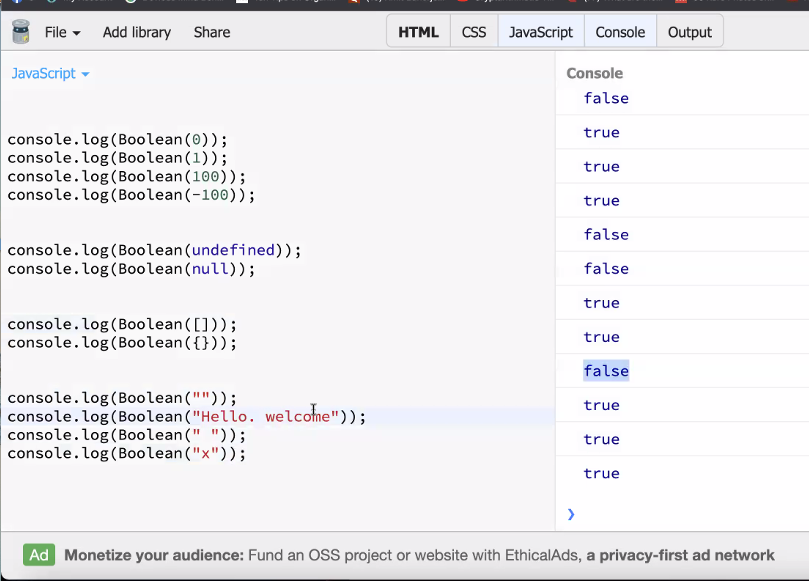 File Add library Share HTML CSS JavaScript Console Output
JavaScript
console.log(Boolean(0));
console.log(Boolean(1));
console.log(Boolean(100));
console.log(Boolean(-100));
console.log(Boolean(undefined));
console.log(Boolean(null));
console.log(Boolean([]));
console.log(Boolean({}));
console.log(Boolean(""));
console.log(Boolean("Hello. welcome"));
console.log(Boolean(" "));
console.log(Boolean("x"));
Console
false
true
true
true
false
false
true
true
false
true
true
true
❯
Ad Monetize your audience: Fund an OSS project or website with EthicalAds, a privacy-first ad network